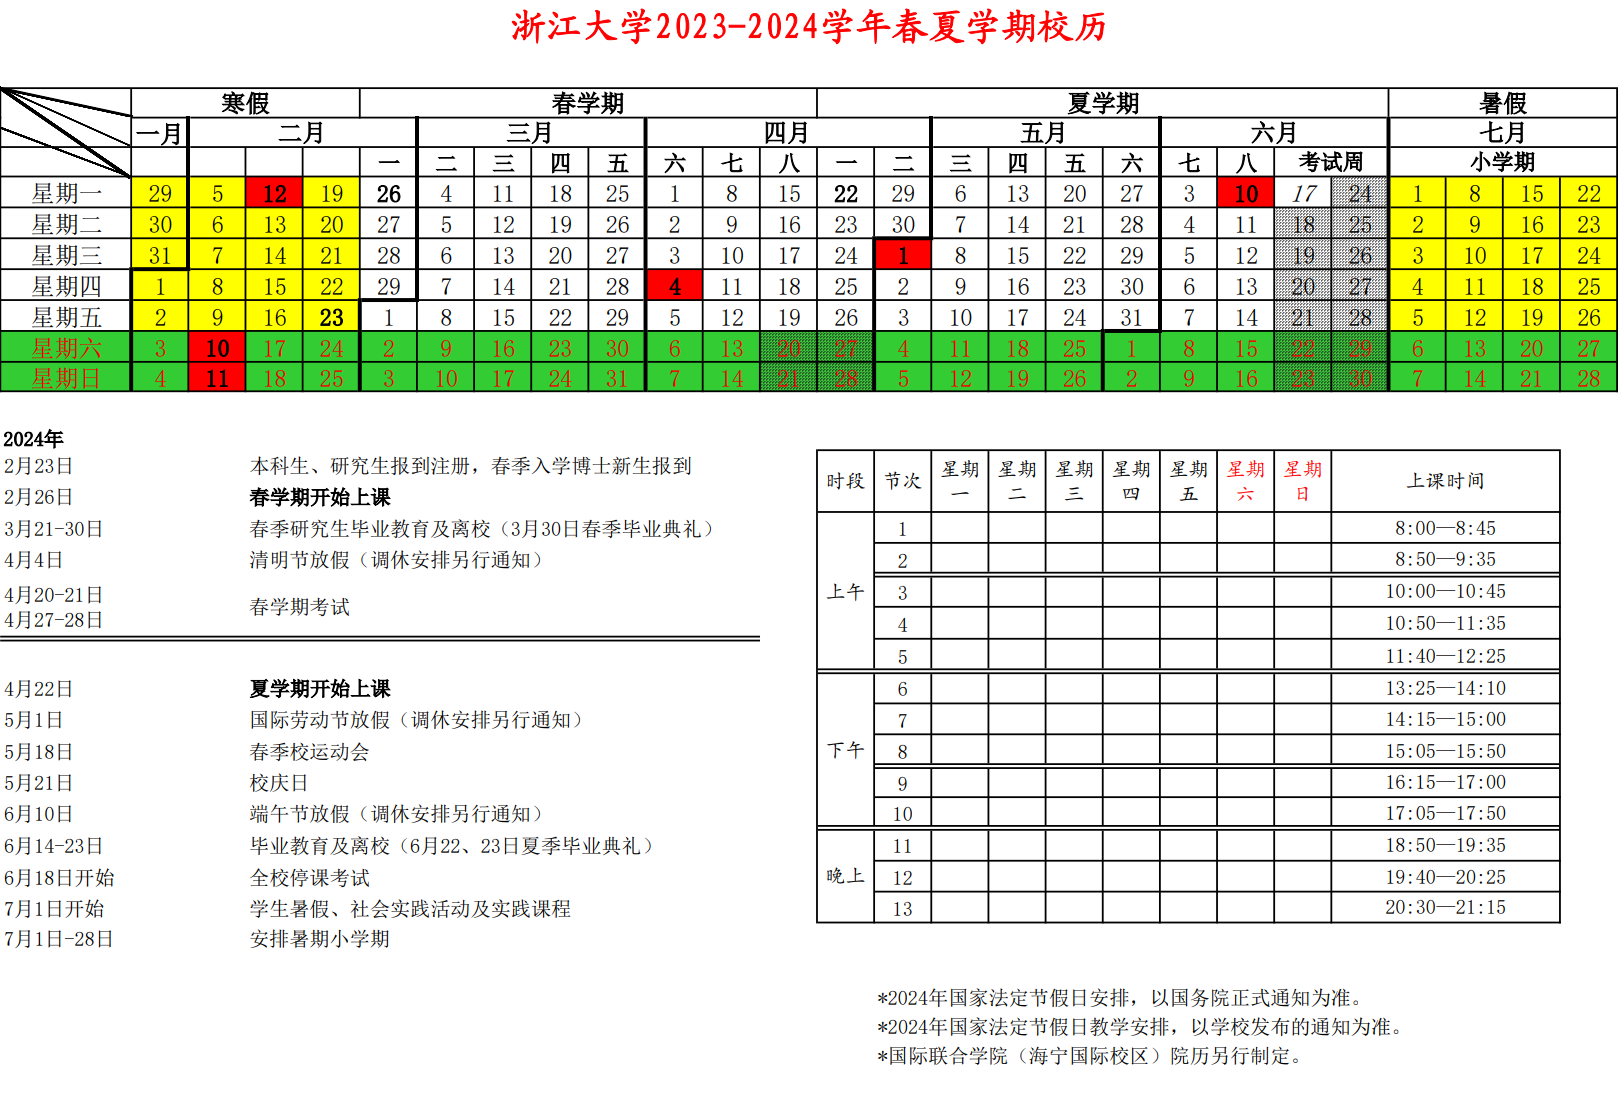 浙江大学2023-2024学年春夏学期校历
寒假 春学期 夏学期 暑假
一月 二月 三月 四月 五月 六月 七月
一 二 三 四 五 六 七 八 一 二 三 四 五 六 七 八 考试周 小学期
星期一 29 5 12 19 26 4 11 18 25 1 8 15 22 29 6 13 20 27 3 10 17 24 1 8 15 22
星期二 30 6 13 20 27 5 12 19 26 2 9 16 23 30 7 14 21 28 4 11 18 25 2 9 16 23
星期三 31 7 14 21 28 6 13 20 27 3 10 17 24 1 8 15 22 29 5 12 19 26 3 10 17 24
星期四 1 8 15 22 29 7 14 21 28 4 11 18 25 2 9 16 23 30 6 13 20 27 4 11 18 25
星期五 2 9 16 23 1 8 15 22 29 5 12 19 26 3 10 17 24 31 7 14 21 28 5 12 19 26
星期六 3 10 17 24 2 9 16 23 30 6 13 20 27 4 11 18 25 1 8 15 22 29 6 13 20 27
星期日 4 11 18 25 3 10 17 24 31 7 14 21 28 5 12 19 26 2 9 16 23 30 7 14 21 28
2024年
2月23日 本科生、研究生报到注册，春季入学博士新生报到
2月26日 春学期开始上课
3月21-30日 春季研究生毕业教育及离校（3月30日春季毕业典礼）
4月4日 清明节放假（调休安排另行通知）
4月20-21日
4月27-28日 春学期考试
4月22日 夏学期开始上课
5月1日 国际劳动节放假（调休安排另行通知）
5月18日 春季校运动会
5月21日 校庆日
6月10日 端午节放假（调休安排另行通知）
6月14-23日 毕业教育及离校（6月22、23日夏季毕业典礼）
6月18日开始 全校停课考试
7月1日开始 学生暑假、社会实践活动及实践课程
7月1日-28日 安排暑期小学期
时段 节次 星期一 星期二 星期三 星期四 星期五 星期六 星期日 上课时间
上午
1 8:00—8:45
2 8:50—9:35
3 10:00—10:45
4 10:50—11:35
5 11:40—12:25
下午
6 13:25—14:10
7 14:15—15:00
8 15:05—15:50
9 16:15—17:00
10 17:05—17:50
晚上
11 18:50—19:35
12 19:40—20:25
13 20:30—21:15
*2024年国家法定节假日安排，以国务院正式通知为准。
*2024年国家法定节假日教学安排，以学校发布的通知为准。
*国际联合学院（海宁国际校区）院历另行制定。